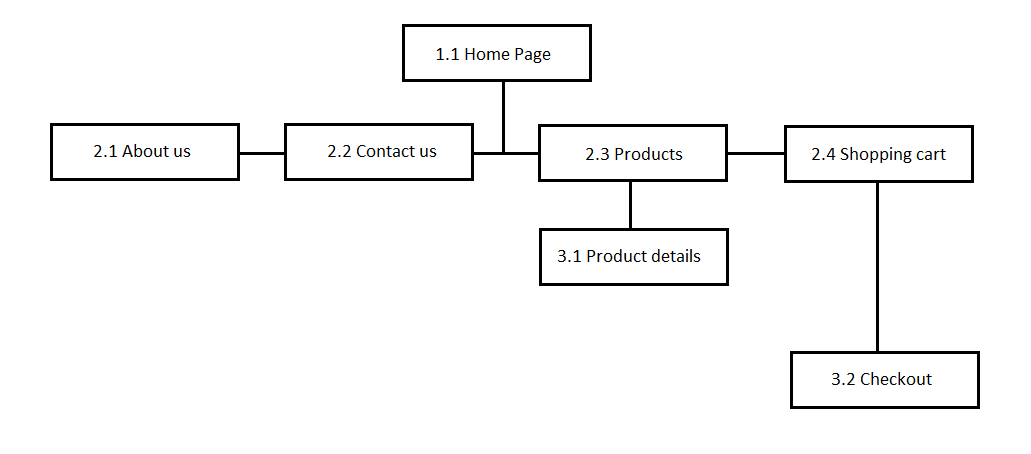 1.1 Home Page
2.1 About us
2.2 Contact us
2.3 Products
2.4 Shopping cart
3.1 Product details
3.2 Checkout